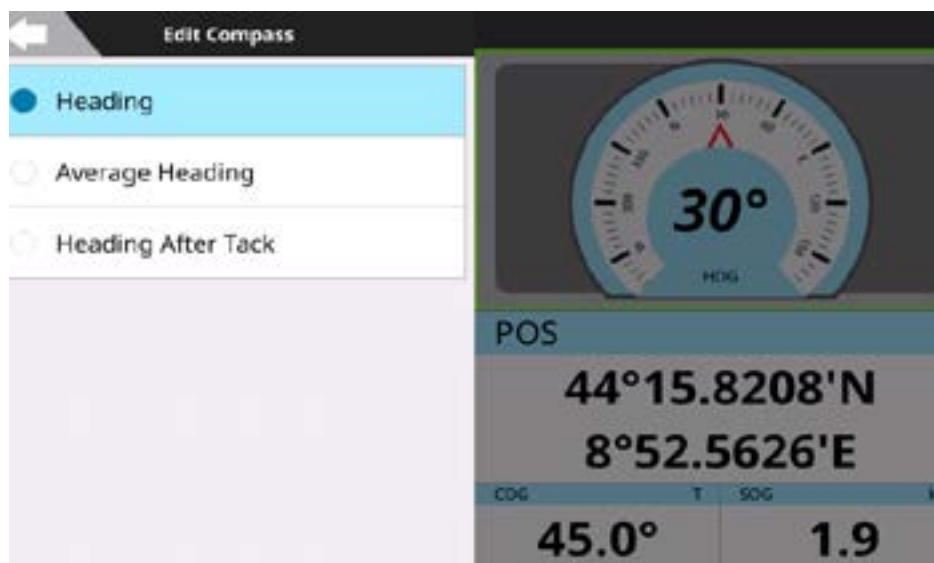 Edit Compass
Heading
Average Heading
Heading After Tack
30°
HDG
POS
44°15.8208'N
8°52.5626'E
COG T SOG
45.0° 1.9